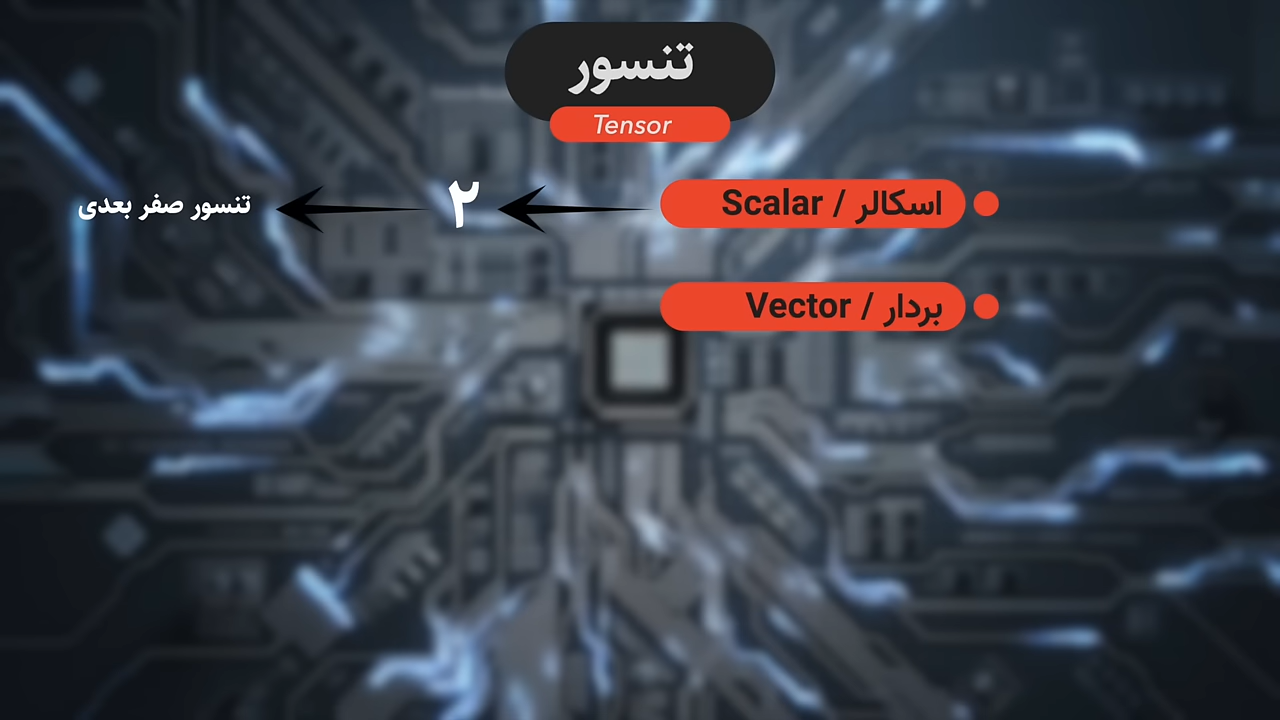 تنسور
Tensor
اسکالر / Scalar
۲
تنسور صفر بعدی
بردار / Vector